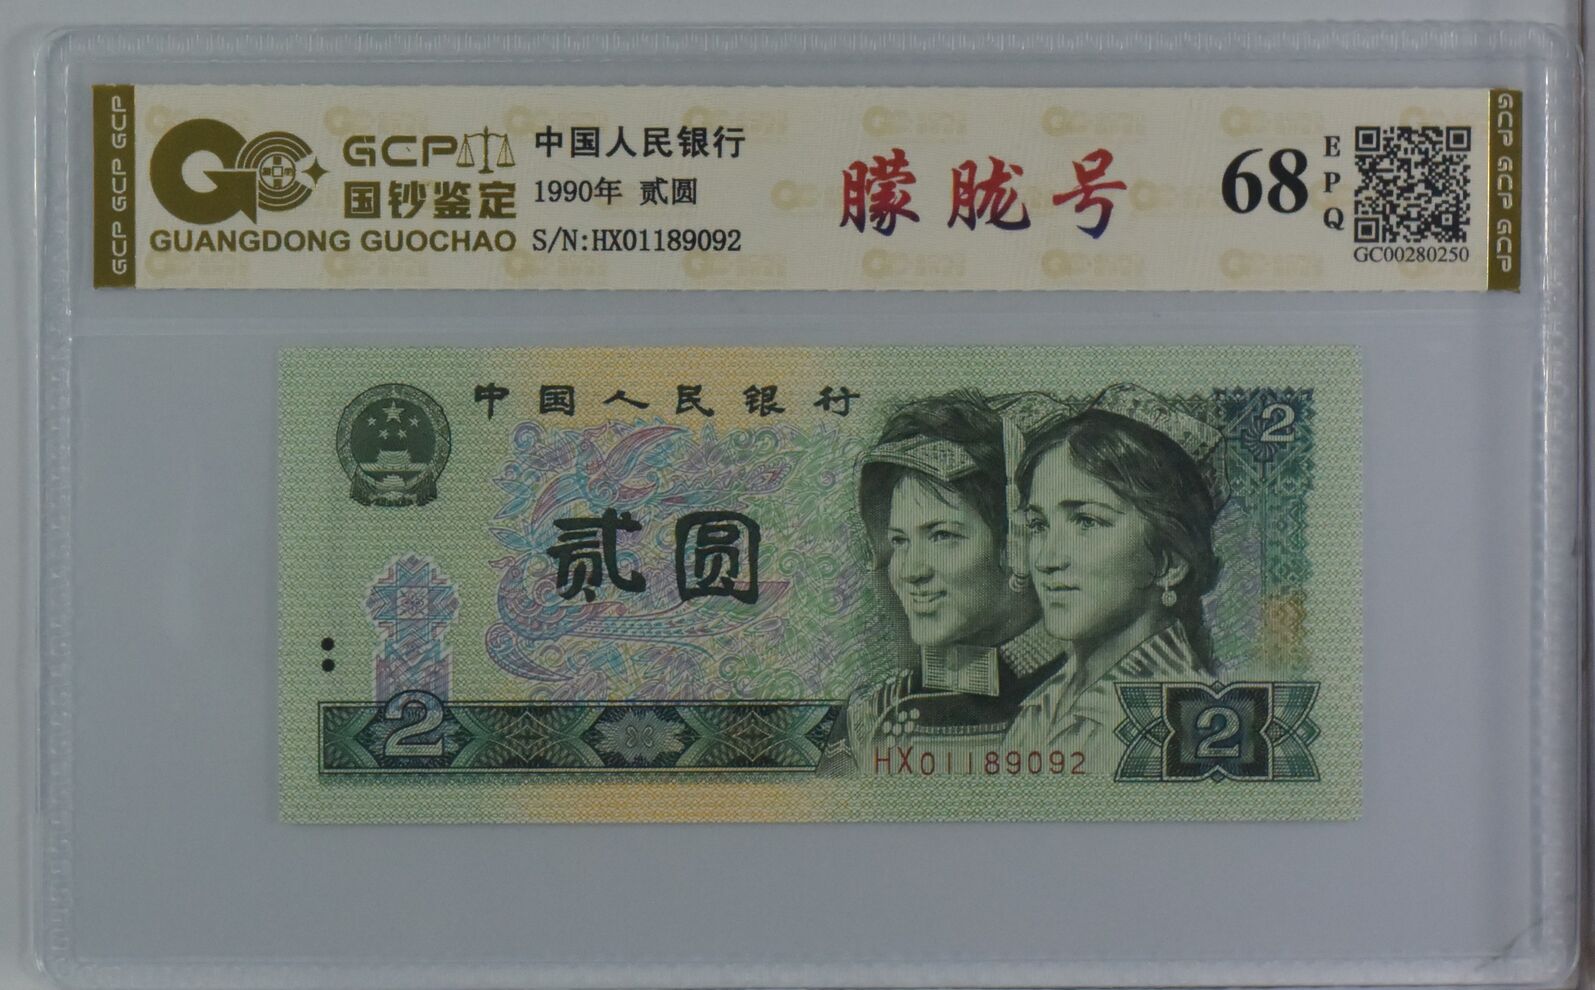 GCP GCP GCP
GCP
国钞鉴定
GUANGDONG GUOCHAO
中国人民银行
1990年 贰圆
S/N:HX01189092
朦胧号
68
EPQ
GC00280250
GCP GCP GCP
中国人民银行
2
贰圆
2
2
HX01189092